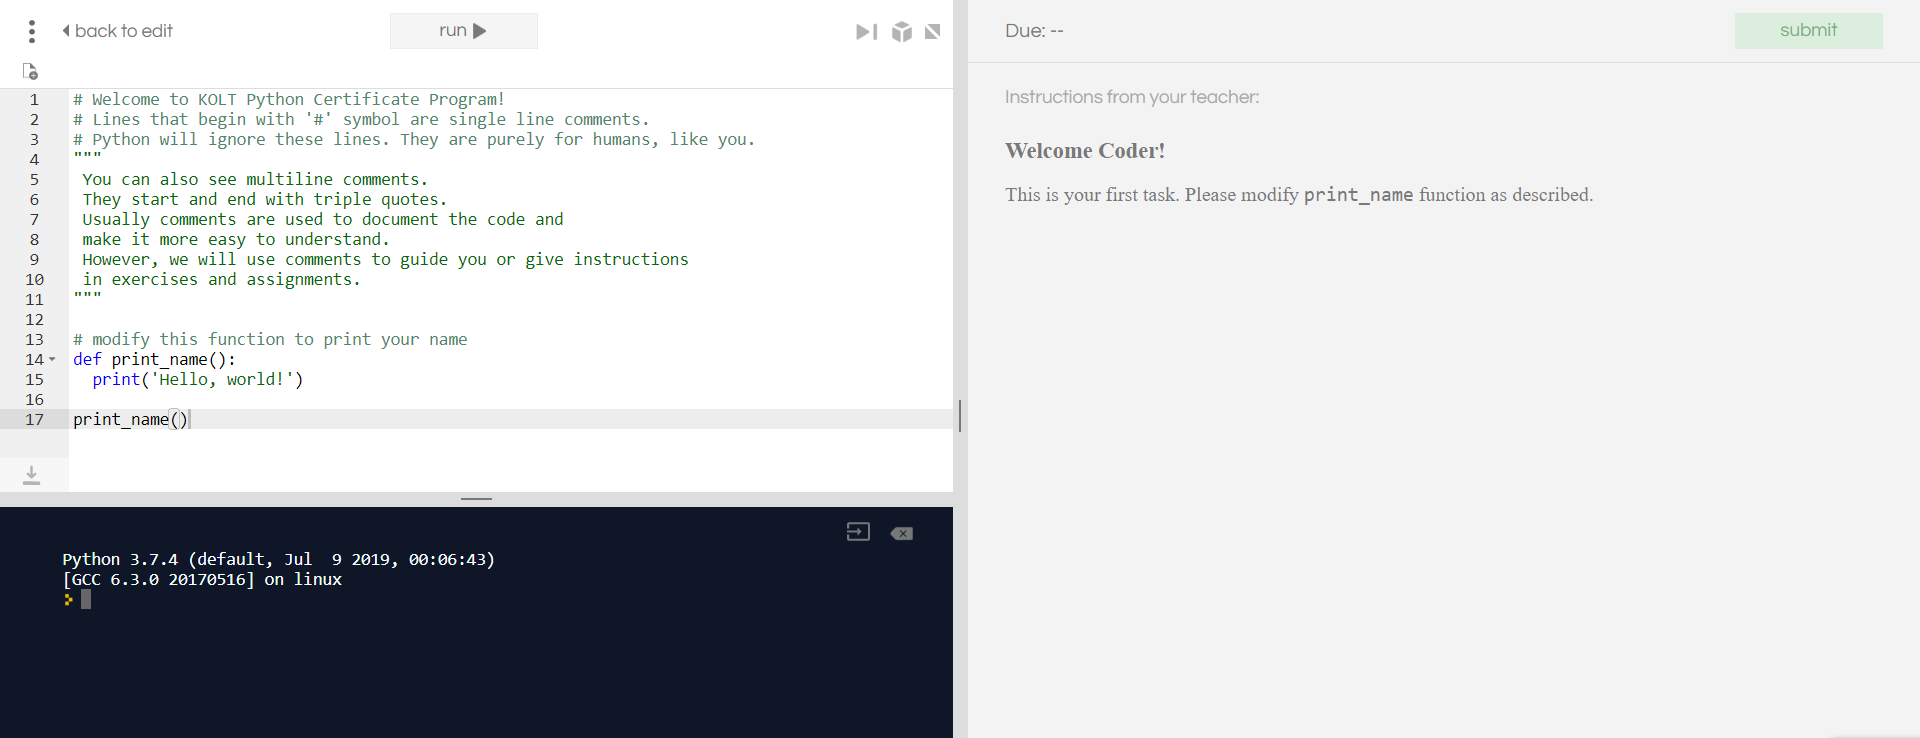 back to edit
run
1 # Welcome to KOLT Python Certificate Program!
2 # Lines that begin with '#' symbol are single line comments.
3 # Python will ignore these lines. They are purely for humans, like you.
4 """
5 You can also see multiline comments.
6 They start and end with triple quotes.
7 Usually comments are used to document the code and
8 make it more easy to understand.
9 However, we will use comments to guide you or give instructions
10 in exercises and assignments.
11 """
12
13 # modify this function to print your name
14 def print_name():
15 print('Hello, world!')
16
17 print_name()
Python 3.7.4 (default, Jul  9 2019, 00:06:43)
[GCC 6.3.0 20170516] on linux
Due: --
submit
Instructions from your teacher:
Welcome Coder!
This is your first task. Please modify print_name function as described.